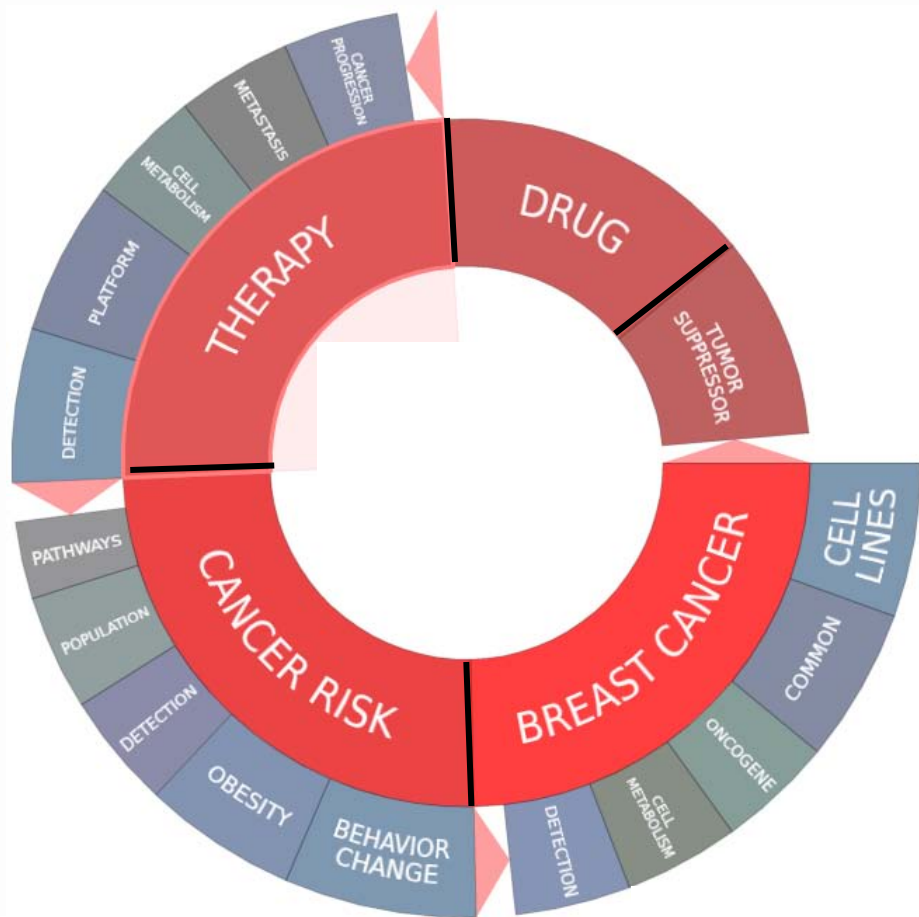 CANCER
PROGRESSION
METASTASIS
CELL
METABOLISM
PLATFORM
DETECTION
THERAPY
DRUG
TUMOR
SUPPRESSOR
PATHWAYS
POPULATION
DETECTION
OBESITY
BEHAVIOR
CHANGE
CANCER RISK
BREAST CANCER
CELL
LINES
COMMON
ONCOGENE
CELL
METABOLISM
DETECTION